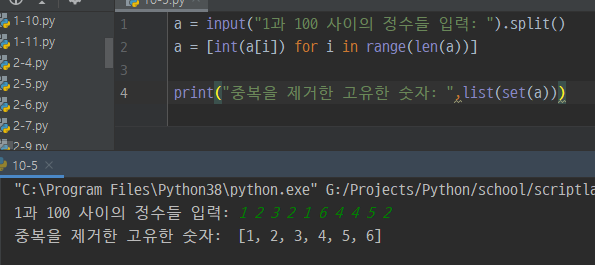 10-5.py
1-10.py
1-11.py
2-4.py
2-5.py
2-6.py
2-7.py
2-9.py
1 a = input("1과 100 사이의 정수들 입력: ").split()
2 a = [int(a[i]) for i in range(len(a))]
3
4 print("중복을 제거한 고유한 숫자: ",list(set(a)))
10-5 ×
"C:\Program Files\Python38\python.exe" G:/Projects/Python/school/scriptla
1과 100 사이의 정수들 입력: 1 2 3 2 1 6 4 4 5 2
중복을 제거한 고유한 숫자:  [1, 2, 3, 4, 5, 6]